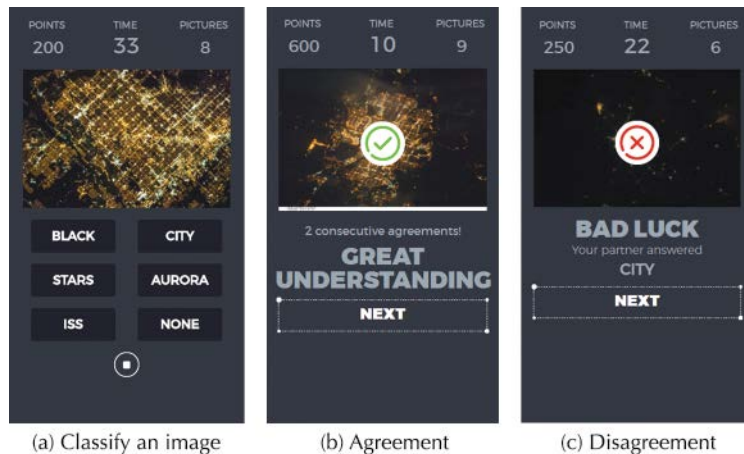 POINTS TIME PICTURES
200 33 8
BLACK CITY
STARS AURORA
ISS NONE
(a) Classify an image
POINTS TIME PICTURES
600 10 9
2 consecutive agreements!
GREAT
UNDERSTANDING
NEXT
(b) Agreement
POINTS TIME PICTURES
250 22 6
BAD LUCK
Your partner answered
CITY
NEXT
(c) Disagreement